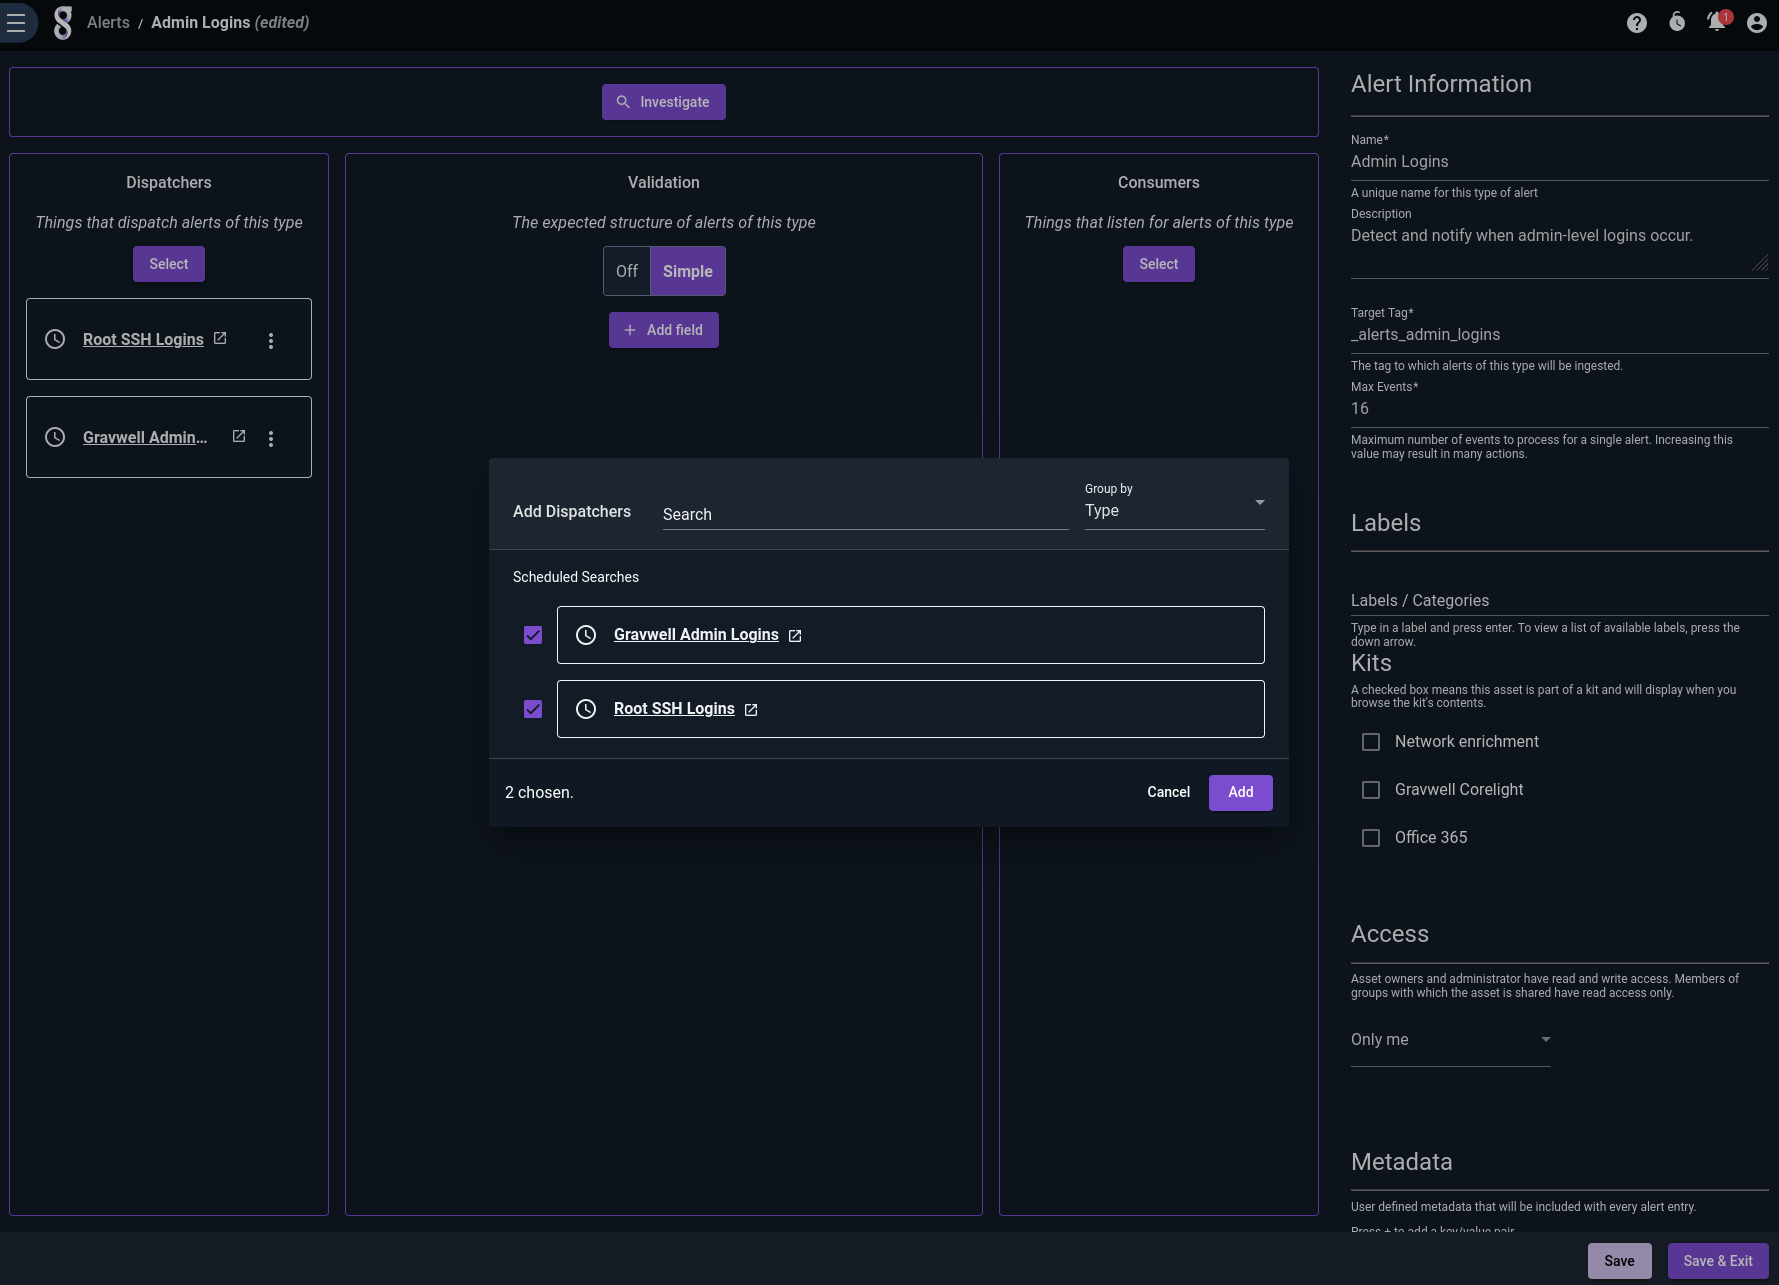 Alerts / Admin Logins (edited)
1
Investigate
Dispatchers
Things that dispatch alerts of this type
Select
Root SSH Logins
Gravwell Admin...
Validation
The expected structure of alerts of this type
Off
Simple
Add field
Consumers
Things that listen for alerts of this type
Select
Add Dispatchers
Search
Group by
Type
Scheduled Searches
Gravwell Admin Logins
Root SSH Logins
2 chosen.
Cancel
Add
Alert Information
Name*
Admin Logins
A unique name for this type of alert
Description
Detect and notify when admin-level logins occur.
Target Tag*
_alerts_admin_logins
The tag to which alerts of this type will be ingested.
Max Events*
16
Maximum number of events to process for a single alert. Increasing this
value may result in many actions.
Labels
Labels / Categories
Type in a label and press enter. To view a list of available labels, press the
down arrow.
Kits
A checked box means this asset is part of a kit and will display when you
browse the kit's contents.
Network enrichment
Gravwell Corelight
Office 365
Access
Asset owners and administrator have read and write access. Members of
groups with which the asset is shared have read access only.
Only me
Metadata
User defined metadata that will be included with every alert entry.
Press + to add a key/value pair
Save
Save & Exit